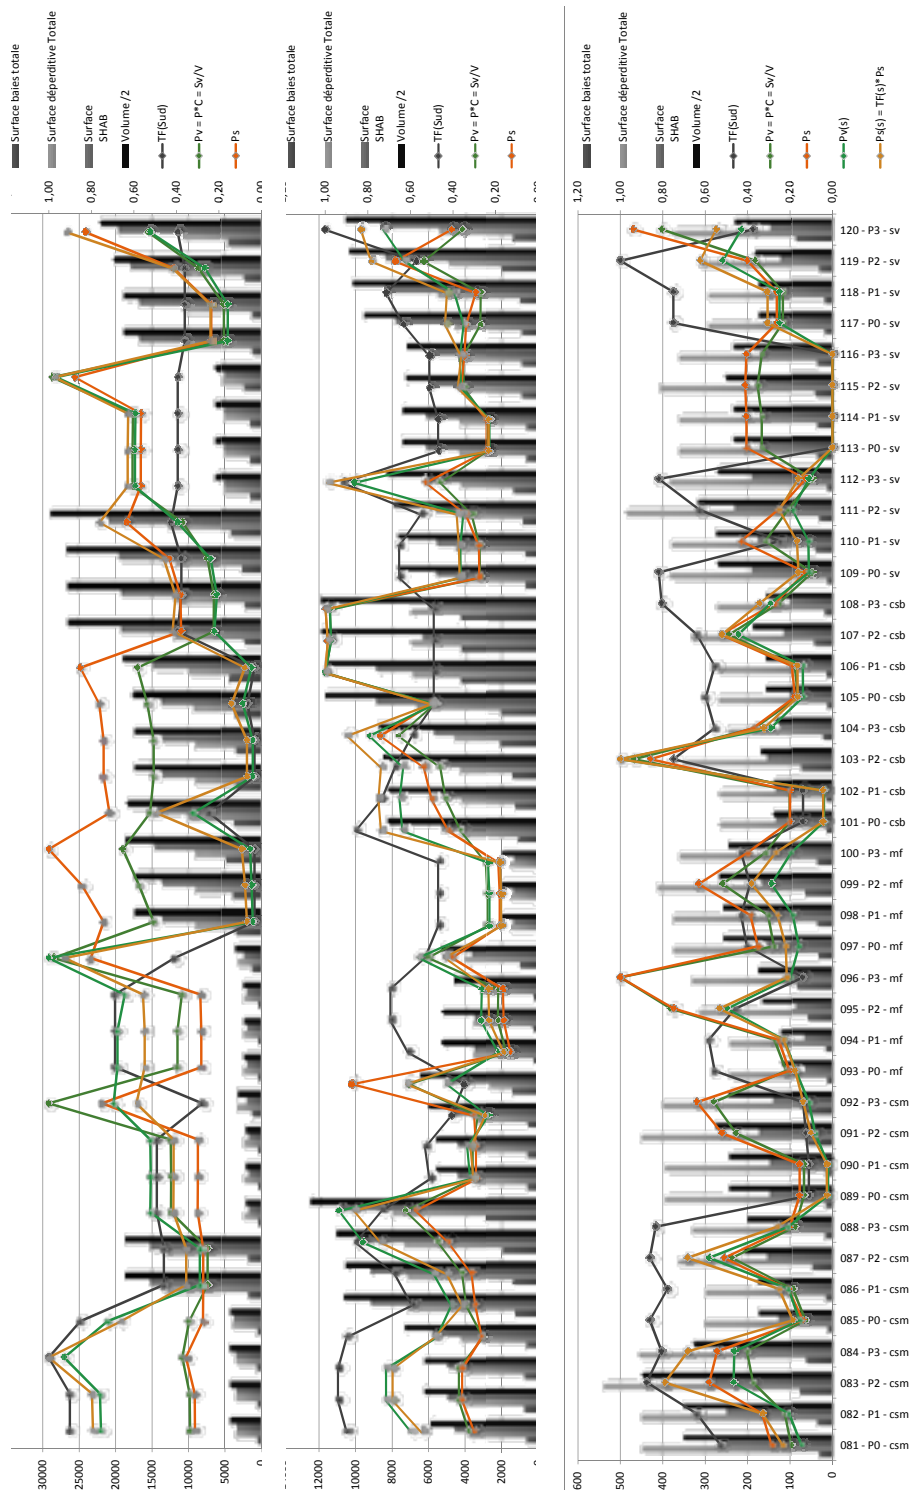 Surface baies totale
Surface déperditive Totale
Surface
SHAB
Volume /2
TF(Sud)
Pv = P*C = Sv/V
Ps
1,00
0,80
0,60
0,40
0,20
0,00
30000
25000
20000
15000
10000
5000
0
Surface baies totale
Surface déperditive Totale
Surface
SHAB
Volume /2
TF(Sud)
Pv = P*C = Sv/V
Ps
1,00
0,80
0,60
0,40
0,20
0,00
12000
10000
8000
6000
4000
2000
0
Surface baies totale
Surface déperditive Totale
Surface
SHAB
Volume /2
TF(Sud)
Pv = P*C = Sv/V
Ps
Pv(s)
Ps(s) = TF(s)* Ps
1,20
1,00
0,80
0,60
0,40
0,20
0,00
600
500
400
300
200
100
0
120 - P3 - sv
119 - P2 - sv
118 - P1 - sv
117 - P0 - sv
116 - P3 - sv
115 - P2 - sv
114 - P1 - sv
113 - P0 - sv
112 - P3 - sv
111 - P2 - sv
110 - P1 - sv
109 - P0 - sv
108 - P3 - csb
107 - P2 - csb
106 - P1 - csb
105 - P0 - csb
104 - P3 - csb
103 - P2 - csb
102 - P1 - csb
101 - P0 - csb
100 - P3 - mf
099 - P2 - mf
098 - P1 - mf
097 - P0 - mf
096 - P3 - mf
095 - P2 - mf
094 - P1 - mf
093 - P0 - mf
092 - P3 - csm
091 - P2 - csm
090 - P1 - csm
089 - P0 - csm
088 - P3 - csm
087 - P2 - csm
086 - P1 - csm
085 - P0 - csm
084 - P3 - csm
083 - P2 - csm
082 - P1 - csm
081 - P0 - csm